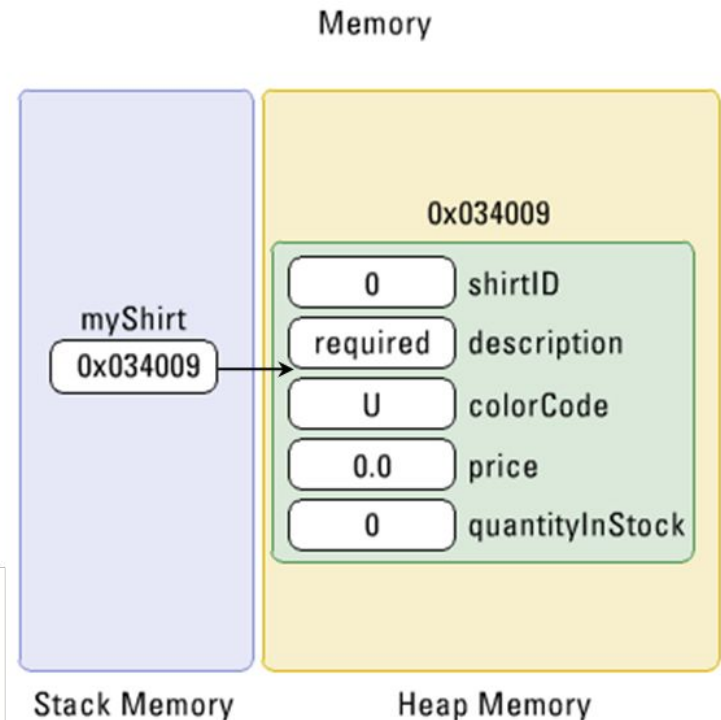 Memory
0x034009
0 shirtID
myShirt
required description
0x034009
U colorCode
0.0 price
0 quantityInStock
Stack Memory Heap Memory